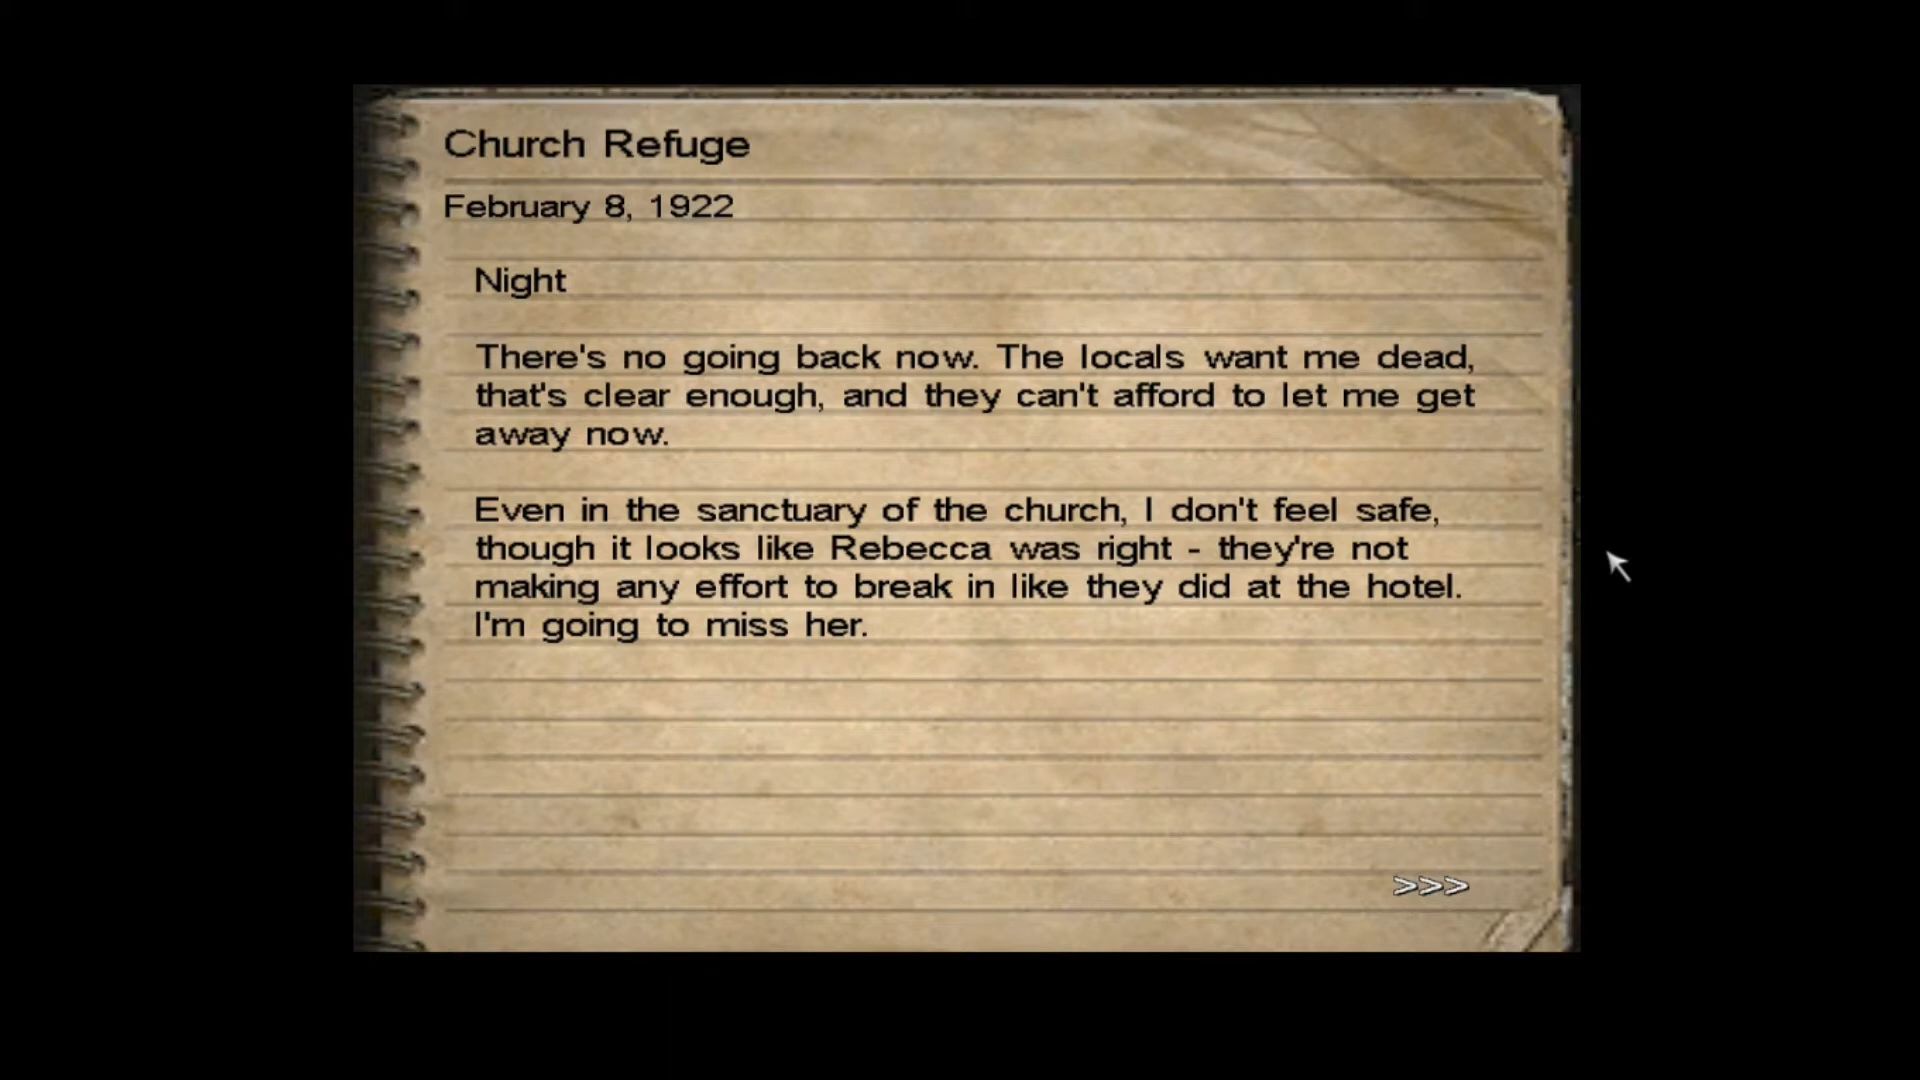 Church Refuge
February 8, 1922
Night
There's no going back now. The locals want me dead,
that's clear enough, and they can't afford to let me get
away now.
Even in the sanctuary of the church, I don't feel safe,
though it looks like Rebecca was right - they're not
making any effort to break in like they did at the hotel.
I'm going to miss her.
>>>